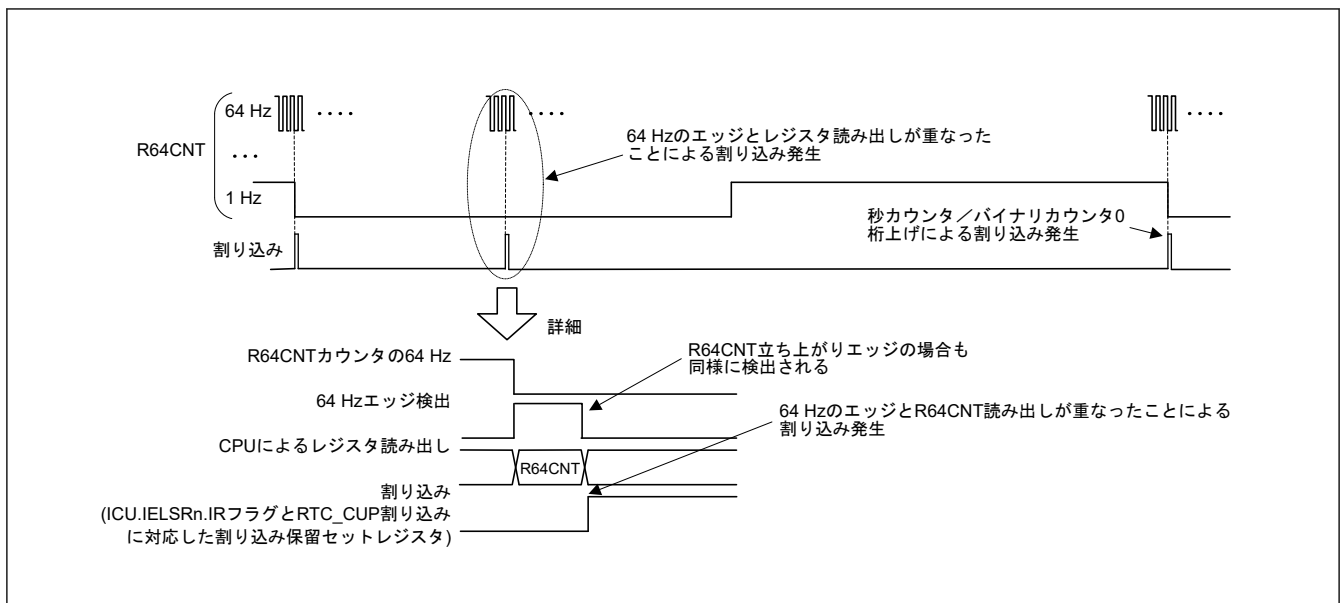 64 Hz
････
････
････
R64CNT
･･･
1 Hz
64 Hzのエッジとレジスタ読み出しが重なった
ことによる割り込み発生
秒カウンタ／バイナリカウンタ0
桁上げによる割り込み発生
割り込み
詳細
R64CNTカウンタの64 Hz
R64CNT立ち上がりエッジの場合も
同様に検出される
64 Hzエッジ検出
64 HzのエッジとR64CNT読み出しが重なったことによる
割り込み発生
CPUによるレジスタ読み出し
R64CNT
割り込み
(ICU.IELSRn.IRフラグとRTC_CUP割り込み
に対応した割り込み保留セットレジスタ)